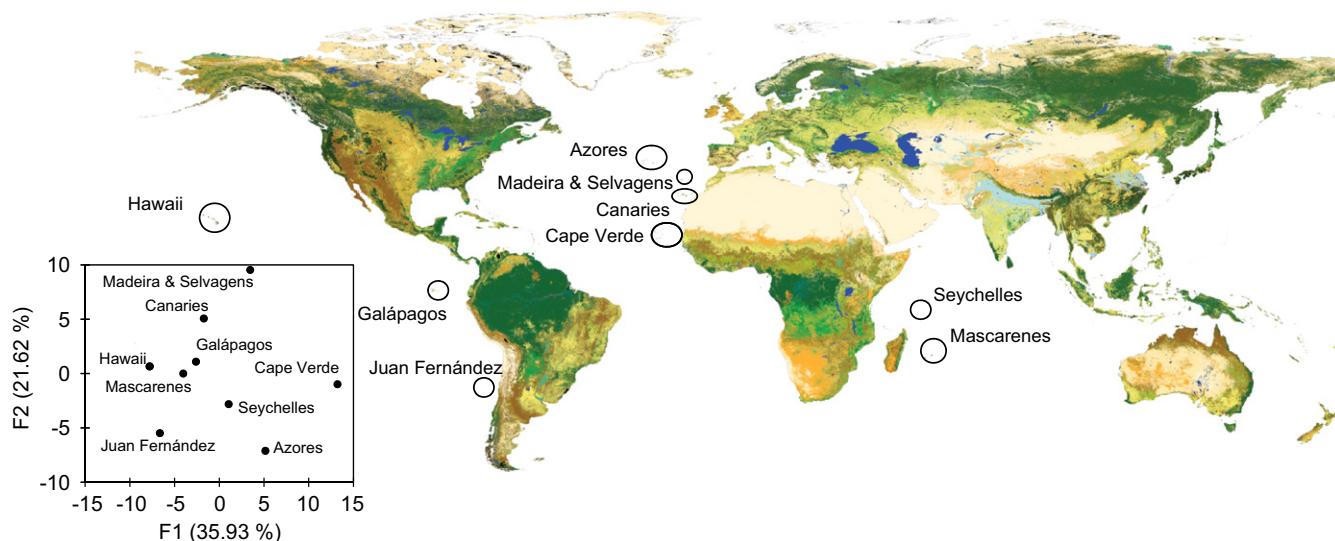 Azores
Madeira & Selvagens
Hawaii
Canaries
Cape Verde
Galápagos
Seychelles
Mascarenes
Juan Fernández
10
5
0
-5
-10
F2 (21.62 %)
Madeira & Selvagens
Canaries
Galápagos
Hawaii
Cape Verde
Mascarenes
Seychelles
Juan Fernández
Azores
-15 -10 -5 0 5 10 15
F1 (35.93 %)